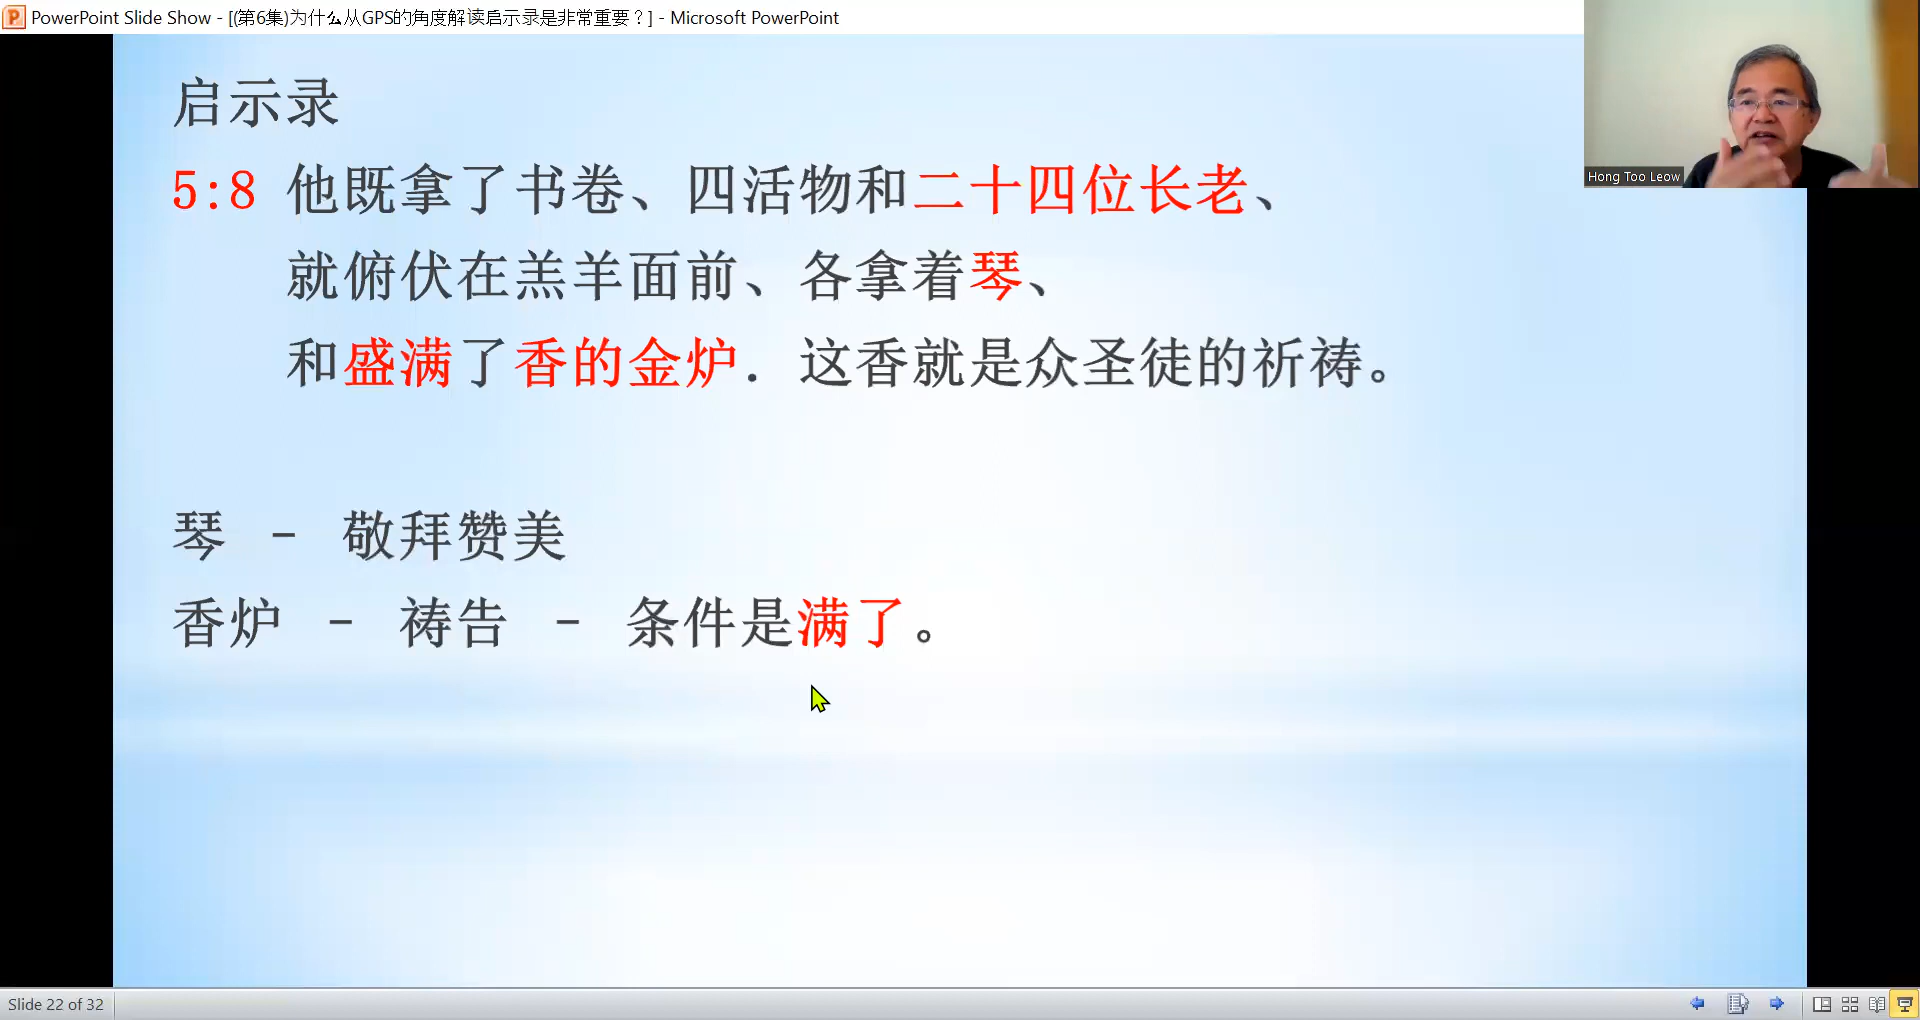 PowerPoint Slide Show - [(第6集)为什么从GPS的角度解读启示录是非常重要？] - Microsoft PowerPoint
Hong Too Leow
启示录
5:8 他既拿了书卷、四活物和二十四位长老、
就俯伏在羔羊面前、各拿着琴、
和盛满了香的金炉．这香就是众圣徒的祈祷。
琴 - 敬拜赞美
香炉 - 祷告 - 条件是满了。
Slide 22 of 32